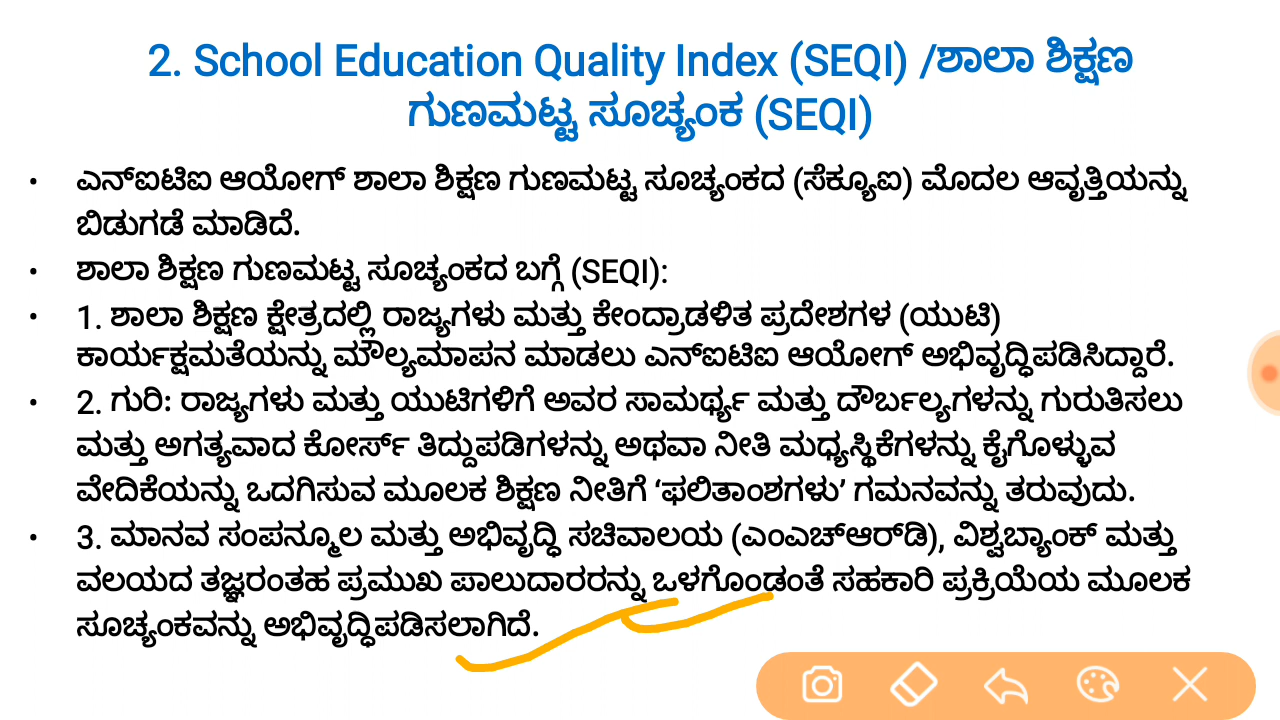 2. School Education Quality Index (SEQI) /ಶಾಲಾ ಶಿಕ್ಷಣ
ಗುಣಮಟ್ಟ ಸೂಚ್ಯಂಕ (SEQI)
• ಎನ್ಐಟಿಐ ಆಯೋಗ್ ಶಾಲಾ ಶಿಕ್ಷಣ ಗುಣಮಟ್ಟ ಸೂಚ್ಯಂಕದ (ಸೆಕ್ಯೂಐ) ಮೊದಲ ಆವೃತ್ತಿಯನ್ನು
ಬಿಡುಗಡೆ ಮಾಡಿದೆ.
• ಶಾಲಾ ಶಿಕ್ಷಣ ಗುಣಮಟ್ಟ ಸೂಚ್ಯಂಕದ ಬಗ್ಗೆ (SEQI):
• 1. ಶಾಲಾ ಶಿಕ್ಷಣ ಕ್ಷೇತ್ರದಲ್ಲಿ ರಾಜ್ಯಗಳು ಮತ್ತು ಕೇಂದ್ರಾಡಳಿತ ಪ್ರದೇಶಗಳ (ಯುಟಿ)
ಕಾರ್ಯಕ್ಷಮತೆಯನ್ನು ಮೌಲ್ಯಮಾಪನ ಮಾಡಲು ಎನ್ಐಟಿಐ ಆಯೋಗ್ ಅಭಿವೃದ್ಧಿಪಡಿಸಿದ್ದಾರೆ.
• 2. ಗುರಿ: ರಾಜ್ಯಗಳು ಮತ್ತು ಯುಟಿಗಳಿಗೆ ಅವರ ಸಾಮರ್ಥ್ಯ ಮತ್ತು ದೌರ್ಬಲ್ಯಗಳನ್ನು ಗುರುತಿಸಲು
ಮತ್ತು ಅಗತ್ಯವಾದ ಕೋರ್ಸ್ ತಿದ್ದುಪಡಿಗಳನ್ನು ಅಥವಾ ನೀತಿ ಮಧ್ಯಸ್ಥಿಕೆಗಳನ್ನು ಕೈಗೊಳ್ಳುವ
ವೇದಿಕೆಯನ್ನು ಒದಗಿಸುವ ಮೂಲಕ ಶಿಕ್ಷಣ ನೀತಿಗೆ ‘ಫಲಿತಾಂಶಗಳು’ ಗಮನವನ್ನು ತರುವುದು.
• 3. ಮಾನವ ಸಂಪನ್ಮೂಲ ಮತ್ತು ಅಭಿವೃದ್ಧಿ ಸಚಿವಾಲಯ (ಎಂಎಚ್‌ಆರ್‌ಡಿ), ವಿಶ್ವಬ್ಯಾಂಕ್ ಮತ್ತು
ವಲಯದ ತಜ್ಞರಂತಹ ಪ್ರಮುಖ ಪಾಲುದಾರರನ್ನು ಒಳಗೊಂಡಂತೆ ಸಹಕಾರಿ ಪ್ರಕ್ರಿಯೆಯ ಮೂಲಕ
ಸೂಚ್ಯಂಕವನ್ನು ಅಭಿವೃದ್ಧಿಪಡಿಸಲಾಗಿದೆ.